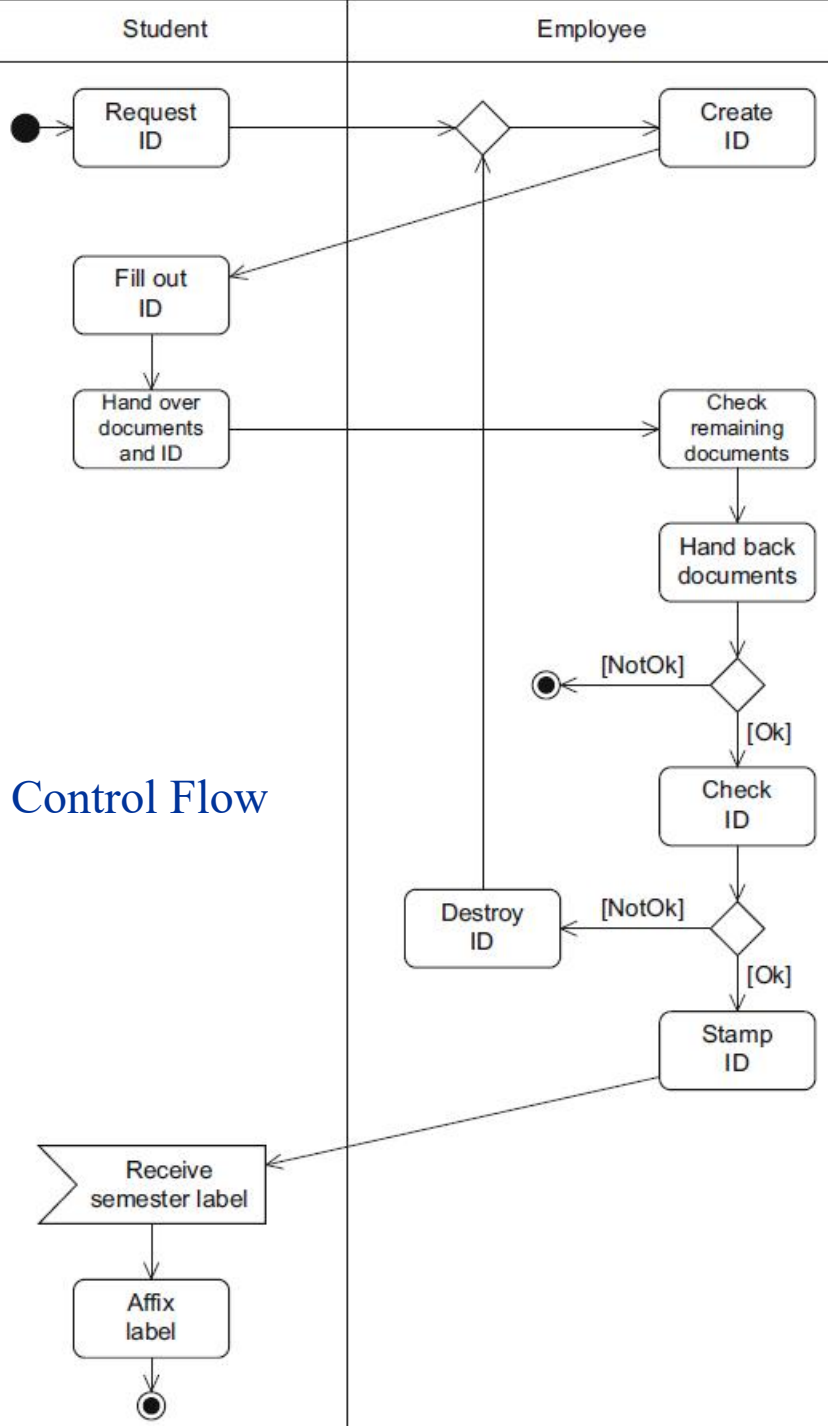 Student
Employee
Request
ID
Create
ID
Fill out
ID
Hand over
documents
and ID
Check
remaining
documents
Hand back
documents
[NotOk]
[Ok]
Control Flow
Check
ID
Destroy
ID
[NotOk]
[Ok]
Stamp
ID
Receive
semester label
Affix
label